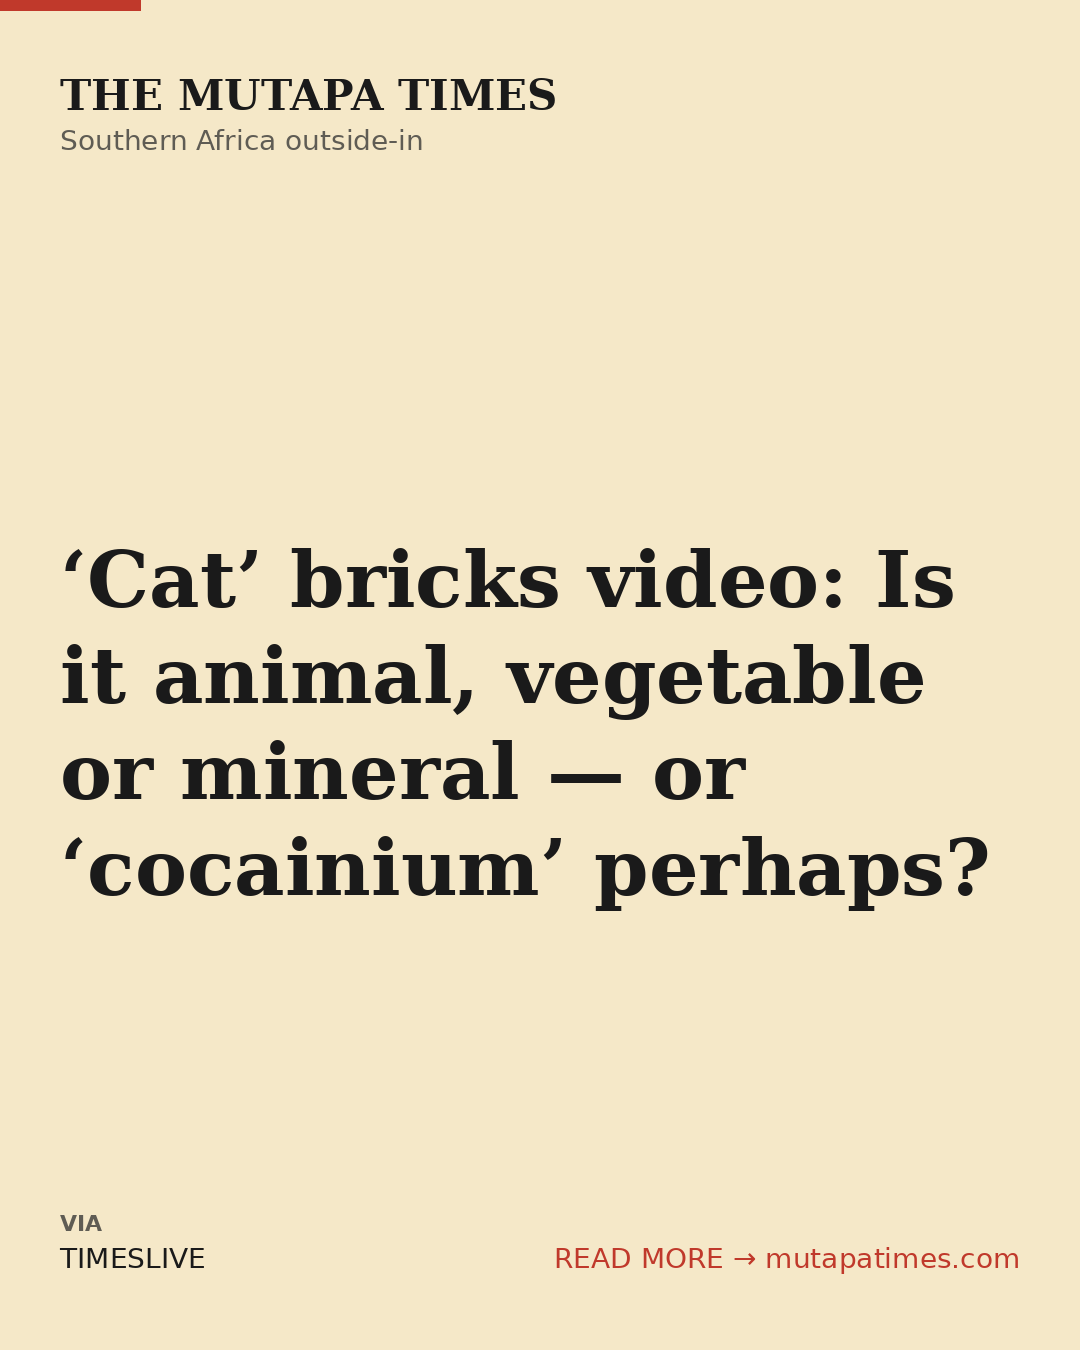 THE MUTAPA TIMES
Southern Africa outside-in
‘Cat’ bricks video: Is
it animal, vegetable
or mineral — or
‘cocainium’ perhaps?
VIA
TIMESLIVE
READ MORE → mutapatimes.com